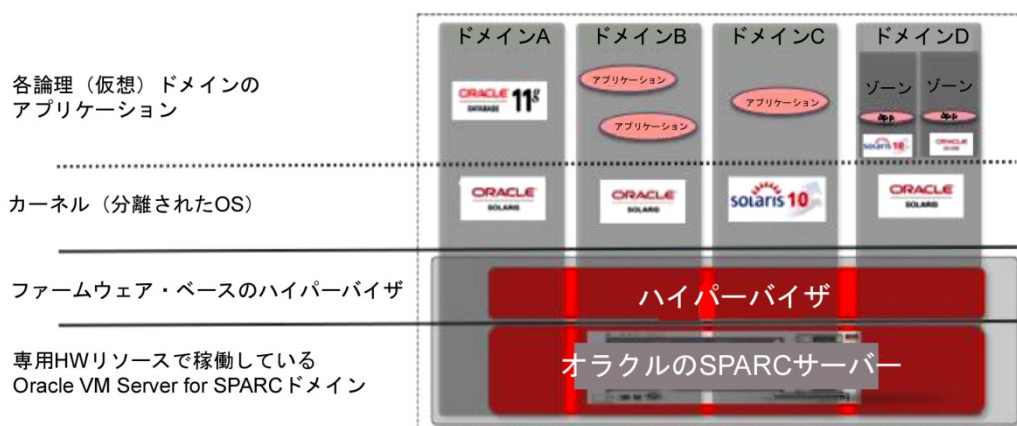 ドメインA
ドメインB
ドメインC
ドメインD
各論理（仮想）ドメインの
アプリケーション
ORACLE
DATABASE 11g
アプリケーション
アプリケーション
アプリケーション
ゾーン
ゾーン
app
app
solaris 10
ORACLE
カーネル（分離されたOS）
ORACLE
SOLARIS
ORACLE
SOLARIS
solaris 10
ORACLE
SOLARIS
ファームウェア・ベースのハイパーバイザ
ハイパーバイザ
専用HWリソースで稼働している
Oracle VM Server for SPARCドメイン
オラクルのSPARCサーバー